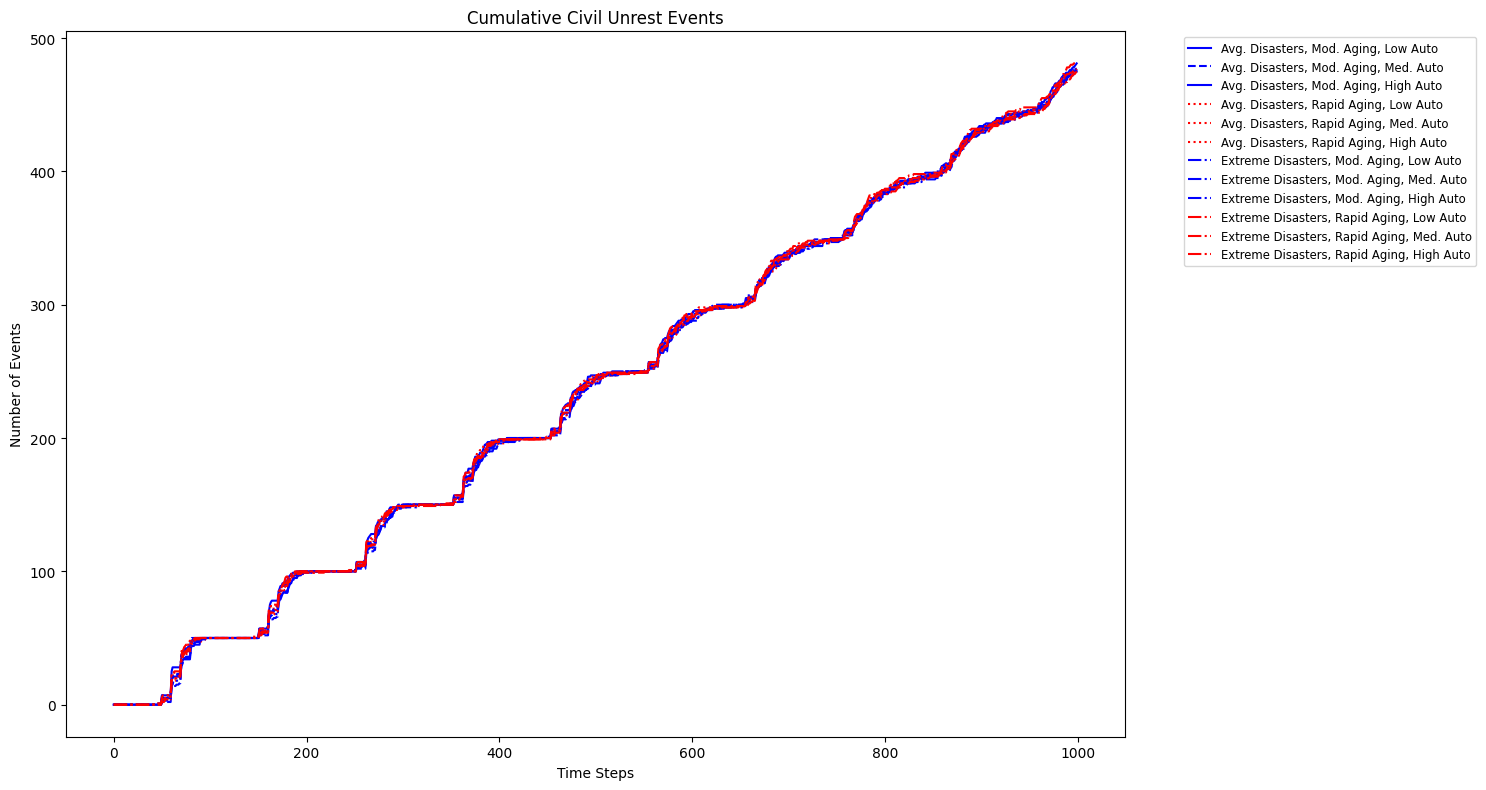 Cumulative Civil Unrest Events
500
400
300
200
100
0
Number of Events
0 200 400 600 800 1000
Time Steps
Avg. Disasters, Mod. Aging, Low Auto
Avg. Disasters, Mod. Aging, Med. Auto
Avg. Disasters, Mod. Aging, High Auto
Avg. Disasters, Rapid Aging, Low Auto
Avg. Disasters, Rapid Aging, Med. Auto
Avg. Disasters, Rapid Aging, High Auto
Extreme Disasters, Mod. Aging, Low Auto
Extreme Disasters, Mod. Aging, Med. Auto
Extreme Disasters, Mod. Aging, High Auto
Extreme Disasters, Rapid Aging, Low Auto
Extreme Disasters, Rapid Aging, Med. Auto
Extreme Disasters, Rapid Aging, High Auto